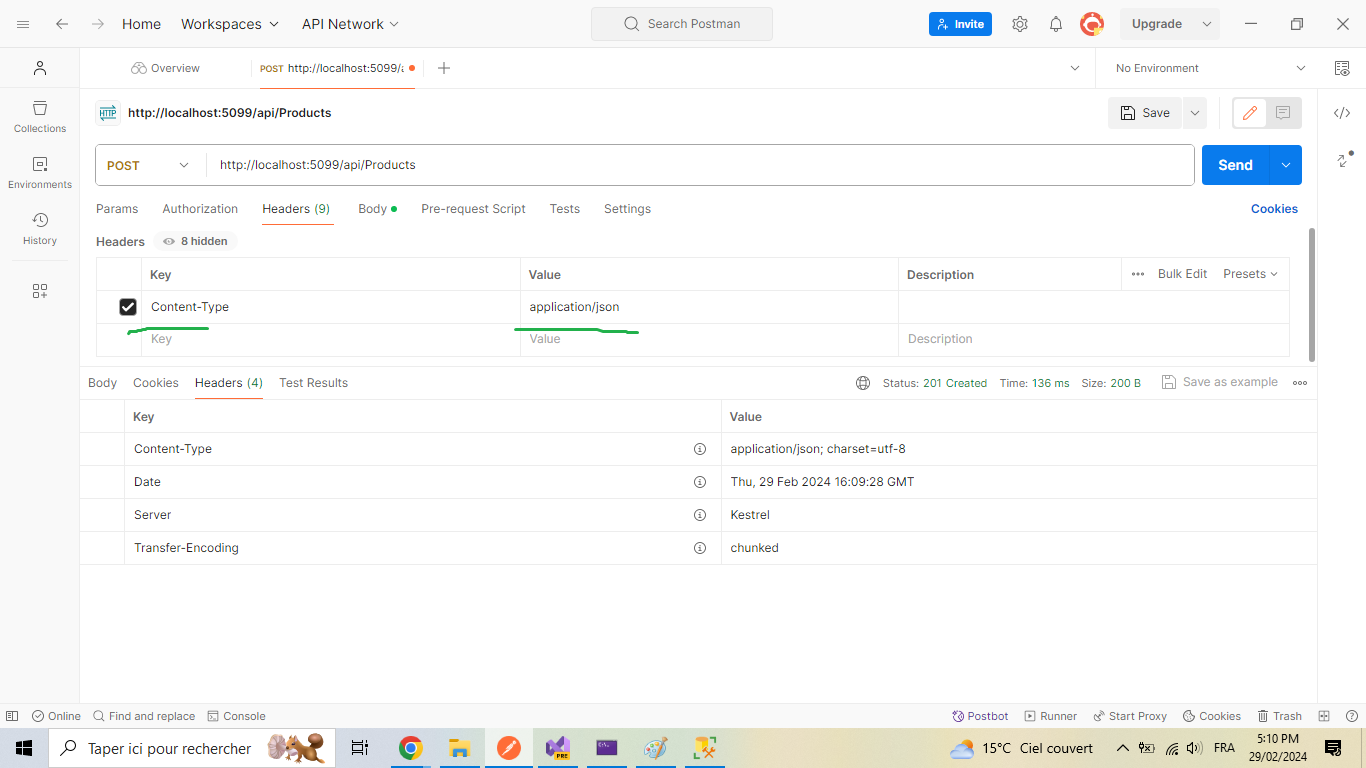 Home Workspaces API Network Search Postman Invite Upgrade
Overview POST http://localhost:5099/a No Environment
HTTP http://localhost:5099/api/Products Save
Collections
POST http://localhost:5099/api/Products Send
Environments
Params Authorization Headers (9) Body Pre-request Script Tests Settings Cookies
History
Headers 8 hidden
Key Value Description Bulk Edit Presets
Content-Type application/json
Key Value Description
Body Cookies Headers (4) Test Results Status: 201 Created Time: 136 ms Size: 200 B Save as example
Key Value
Content-Type application/json; charset=utf-8
Date Thu, 29 Feb 2024 16:09:28 GMT
Server Kestrel
Transfer-Encoding chunked
Online Find and replace Console Postbot Runner Start Proxy Cookies Trash
Taper ici pour rechercher PRE 15°C Ciel couvert FRA 5:10 PM
29/02/2024